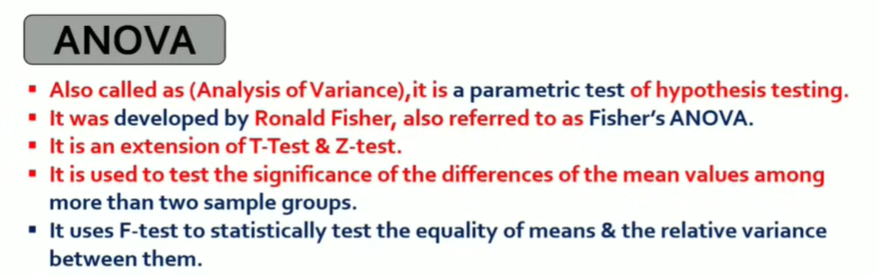 ANOVA
▪ Also called as (Analysis of Variance),it is a parametric test of hypothesis testing.
▪ It was developed by Ronald Fisher, also referred to as Fisher's ANOVA.
▪ It is an extension of T-Test & Z-test.
▪ It is used to test the significance of the differences of the mean values among
more than two sample groups.
▪ It uses F-test to statistically test the equality of means & the relative variance
between them.